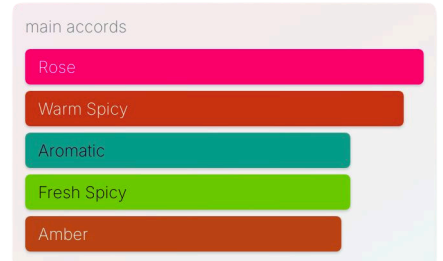 main accords
Rose
Warm Spicy
Aromatic
Fresh Spicy
Amber